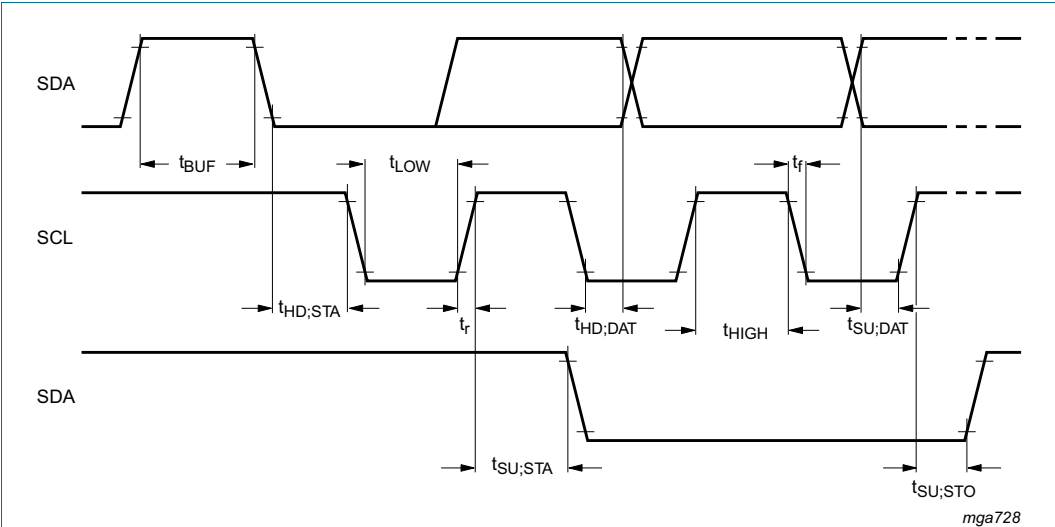 SDA
tBUF
tLOW
tf
SCL
tHD;STA
tr
tHD;DAT
tHIGH
tSU;DAT
SDA
tSU;STA
tSU;STO
mga728